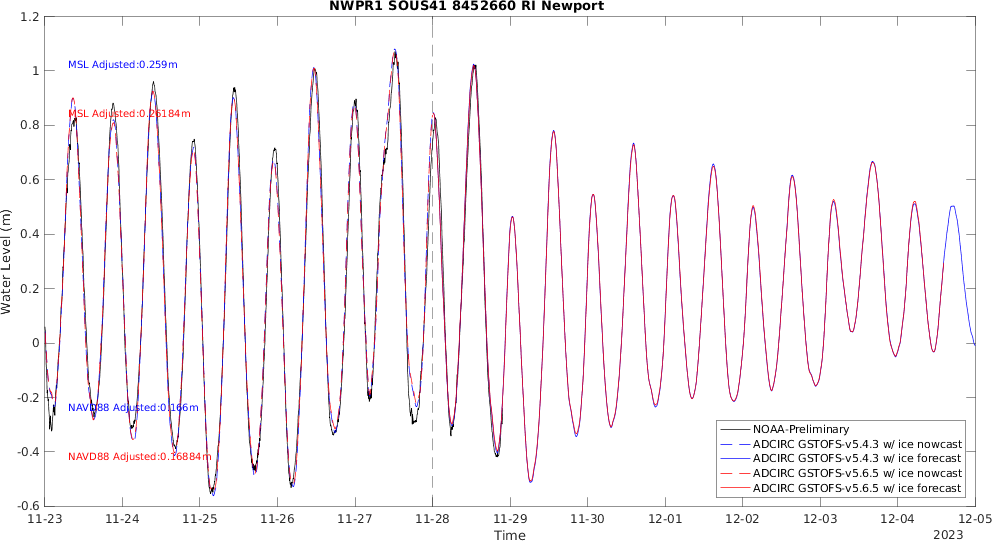 NWPR1 SOUS41 8452660 RI Newport
1.2
1
0.8
0.6
0.4
0.2
0
-0.2
-0.4
-0.6
Water Level (m)
MSL Adjusted:0.259m
MSL Adjusted:0.26184m
NAVD88 Adjusted:0.166m
NAVD88 Adjusted:0.16884m
NOAA-Preliminary
ADCIRC GSTOFS-v5.4.3 w/ ice nowcast
ADCIRC GSTOFS-v5.4.3 w/ ice forecast
ADCIRC GSTOFS-v5.6.5 w/ ice nowcast
ADCIRC GSTOFS-v5.6.5 w/ ice forecast
11-23 11-24 11-25 11-26 11-27 11-28 11-29 11-30 12-01 12-02 12-03 12-04 12-05
Time
2023